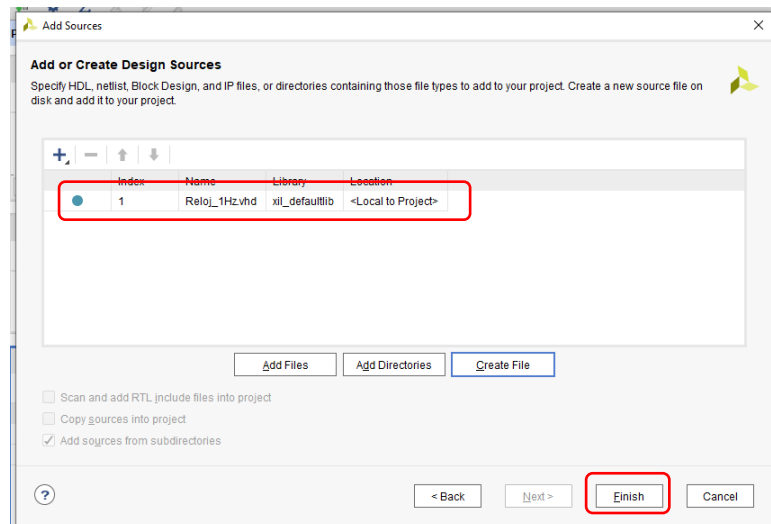 Add Sources
Add or Create Design Sources
Specify HDL, netlist, Block Design, and IP files, or directories containing those file types to add to your project. Create a new source file on
disk and add it to your project.
Index Name Library Location
1 Reloj_1Hz.vhd xil_defaultlib <Local to Project>
Add Files Add Directories Create File
Scan and add RTL include files into project
Copy sources into project
Add sources from subdirectories
? < Back Next > Finish Cancel